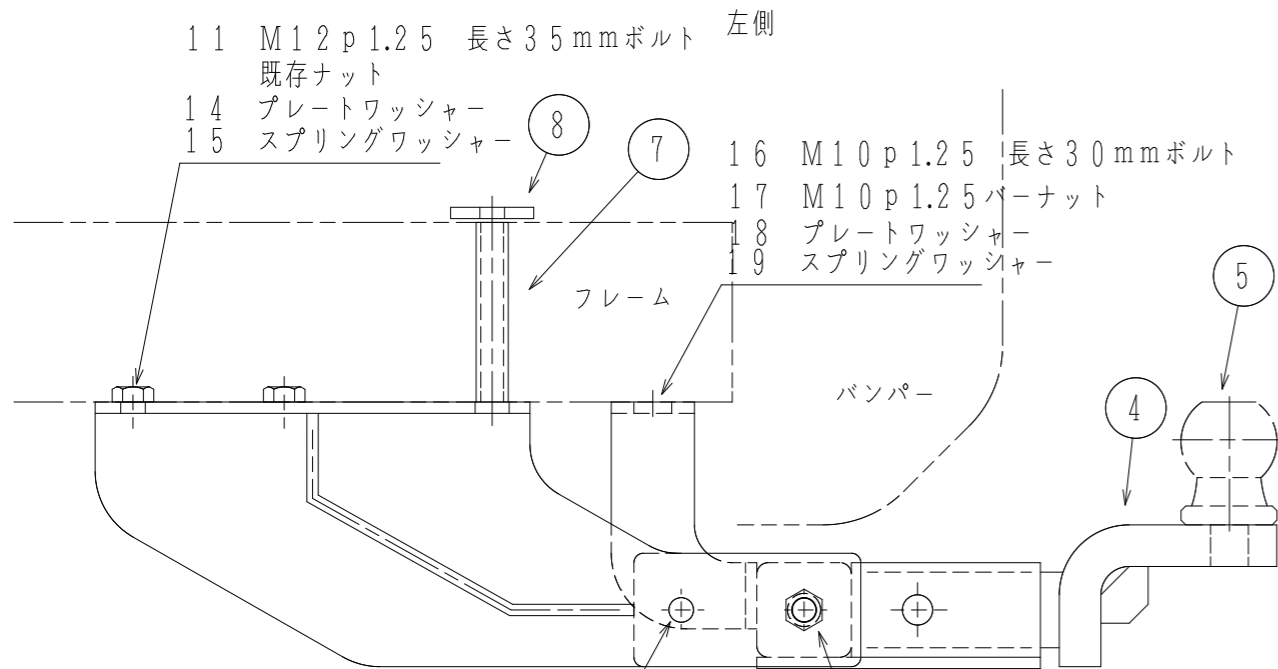 左側
11 M12p1.25 長さ35mmボルト
既存ナット
14 プレートワッシャー
15 スプリングワッシャー
8
7
16 M10p1.25 長さ30mmボルト
17 M10p1.25バーナット
18 プレートワッシャー
19 スプリングワッシャー
5
フレーム
バンパー
4